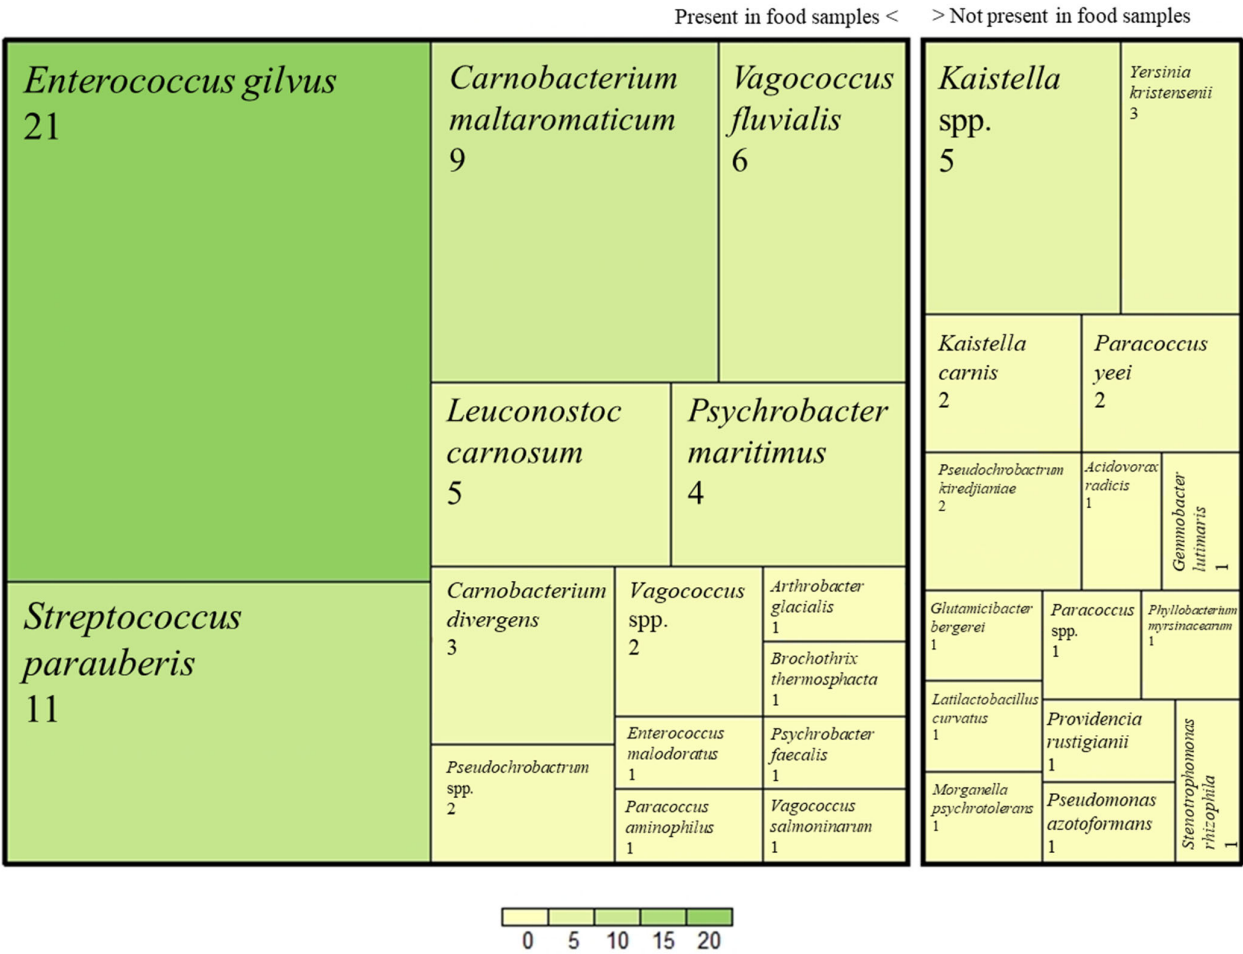 Present in food samples <
> Not present in food samples
Enterococcus gilvus
21
Streptococcus
parauberis
11
Carnobacterium
maltaromaticum
9
Vagococcus
fluvialis
6
Leuconostoc
carnosum
5
Psychrobacter
maritimus
4
Carnobacterium
divergens
3
Pseudochrobactrum
spp.
2
Vagococcus
spp.
2
Enterococcus
malodoratus
1
Paracoccus
aminophilus
1
Arthrobacter
glacialis
1
Brochothrix
thermosphacta
1
Psychrobacter
faecalis
1
Vagococcus
salmoninarum
1
Kaistella
spp.
5
Yersinia
kristensenii
3
Kaistella
carnis
2
Paracoccus
yeei
2
Pseudochrobactrum
kiredjianiae
2
Acidovorax
radicis
1
Gemmobacter
lutimaris
1
Glutamicibacter
bergerei
1
Latilactobacillus
curvatus
1
Morganella
psychrotolerans
1
Paracoccus
spp.
1
Phyllobacterium
myrsinacearum
1
Providencia
rustigianii
1
Pseudomonas
azotoformans
1
Stenotrophomonas
rhizophila
1
0 5 10 15 20